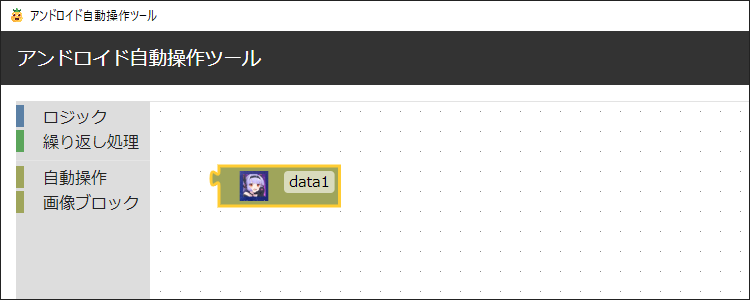 アンドロイド自動操作ツール
アンドロイド自動操作ツール
ロジック
繰り返し処理
自動操作
画像ブロック
data1